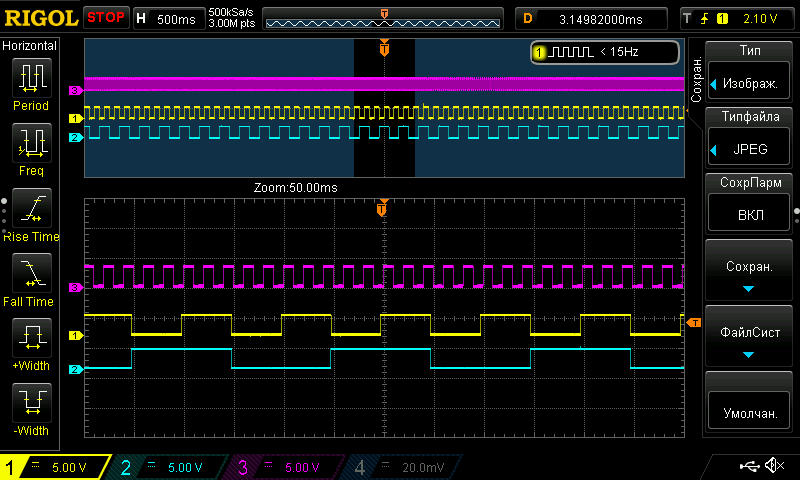 RIGOL STOP H 500ms 500kSa/s 3.00M pts D 3.14982000ms T 1 2.10 V
Horizontal
Period
Freq
Rise Time
Fall Time
+Width
-Width
T
1 < 15Hz
3
1
2
Zoom:50.00ms
T
3
1
2
T
Сохран.
Тип
Изображ.
Типфайла
JPEG
СохрПарм
ВКЛ
Сохран.
ФайлСист
Умолчан.
1 = 5.00 V 2 = 5.00 V 3 = 5.00 V 4 = 20.0mV